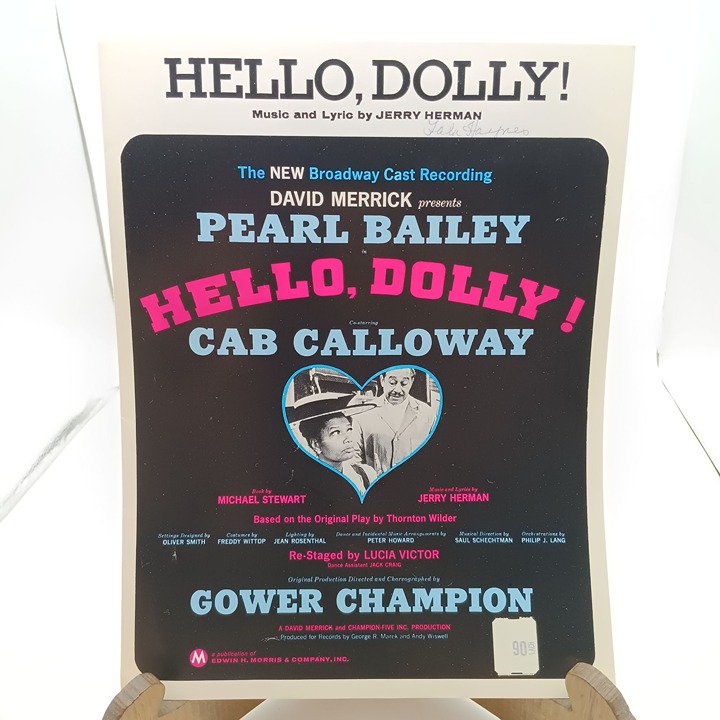 HELLO, DOLLY!
Music and Lyric by JERRY HERMAN
The NEW Broadway Cast Recording
DAVID MERRICK presents
PEARL BAILEY
in
HELLO, DOLLY!
Co-starring
CAB CALLOWAY
Book by
MICHAEL STEWART
Music and Lyrics by
JERRY HERMAN
Based on the Original Play by Thornton Wilder
Settings Designed by
OLIVER SMITH
Costumes by
FREDDY WITTOP
Lighting by
JEAN ROSENTHAL
Dance and Incidental Music Arrangements by
PETER HOWARD
Musical Direction by
SAUL SCHECHTMAN
Orchestrations by
PHILIP J. LANG
Re-Staged by LUCIA VICTOR
Dance Assistant JACK CRAIG
Original Production Directed and Choreographed by
GOWER CHAMPION
A DAVID MERRICK and CHAMPION-FIVE INC. PRODUCTION
Produced for Records by George R. Marek and Andy Wiswell
M
a publication of
EDWIN H. MORRIS & COMPANY, INC.
90